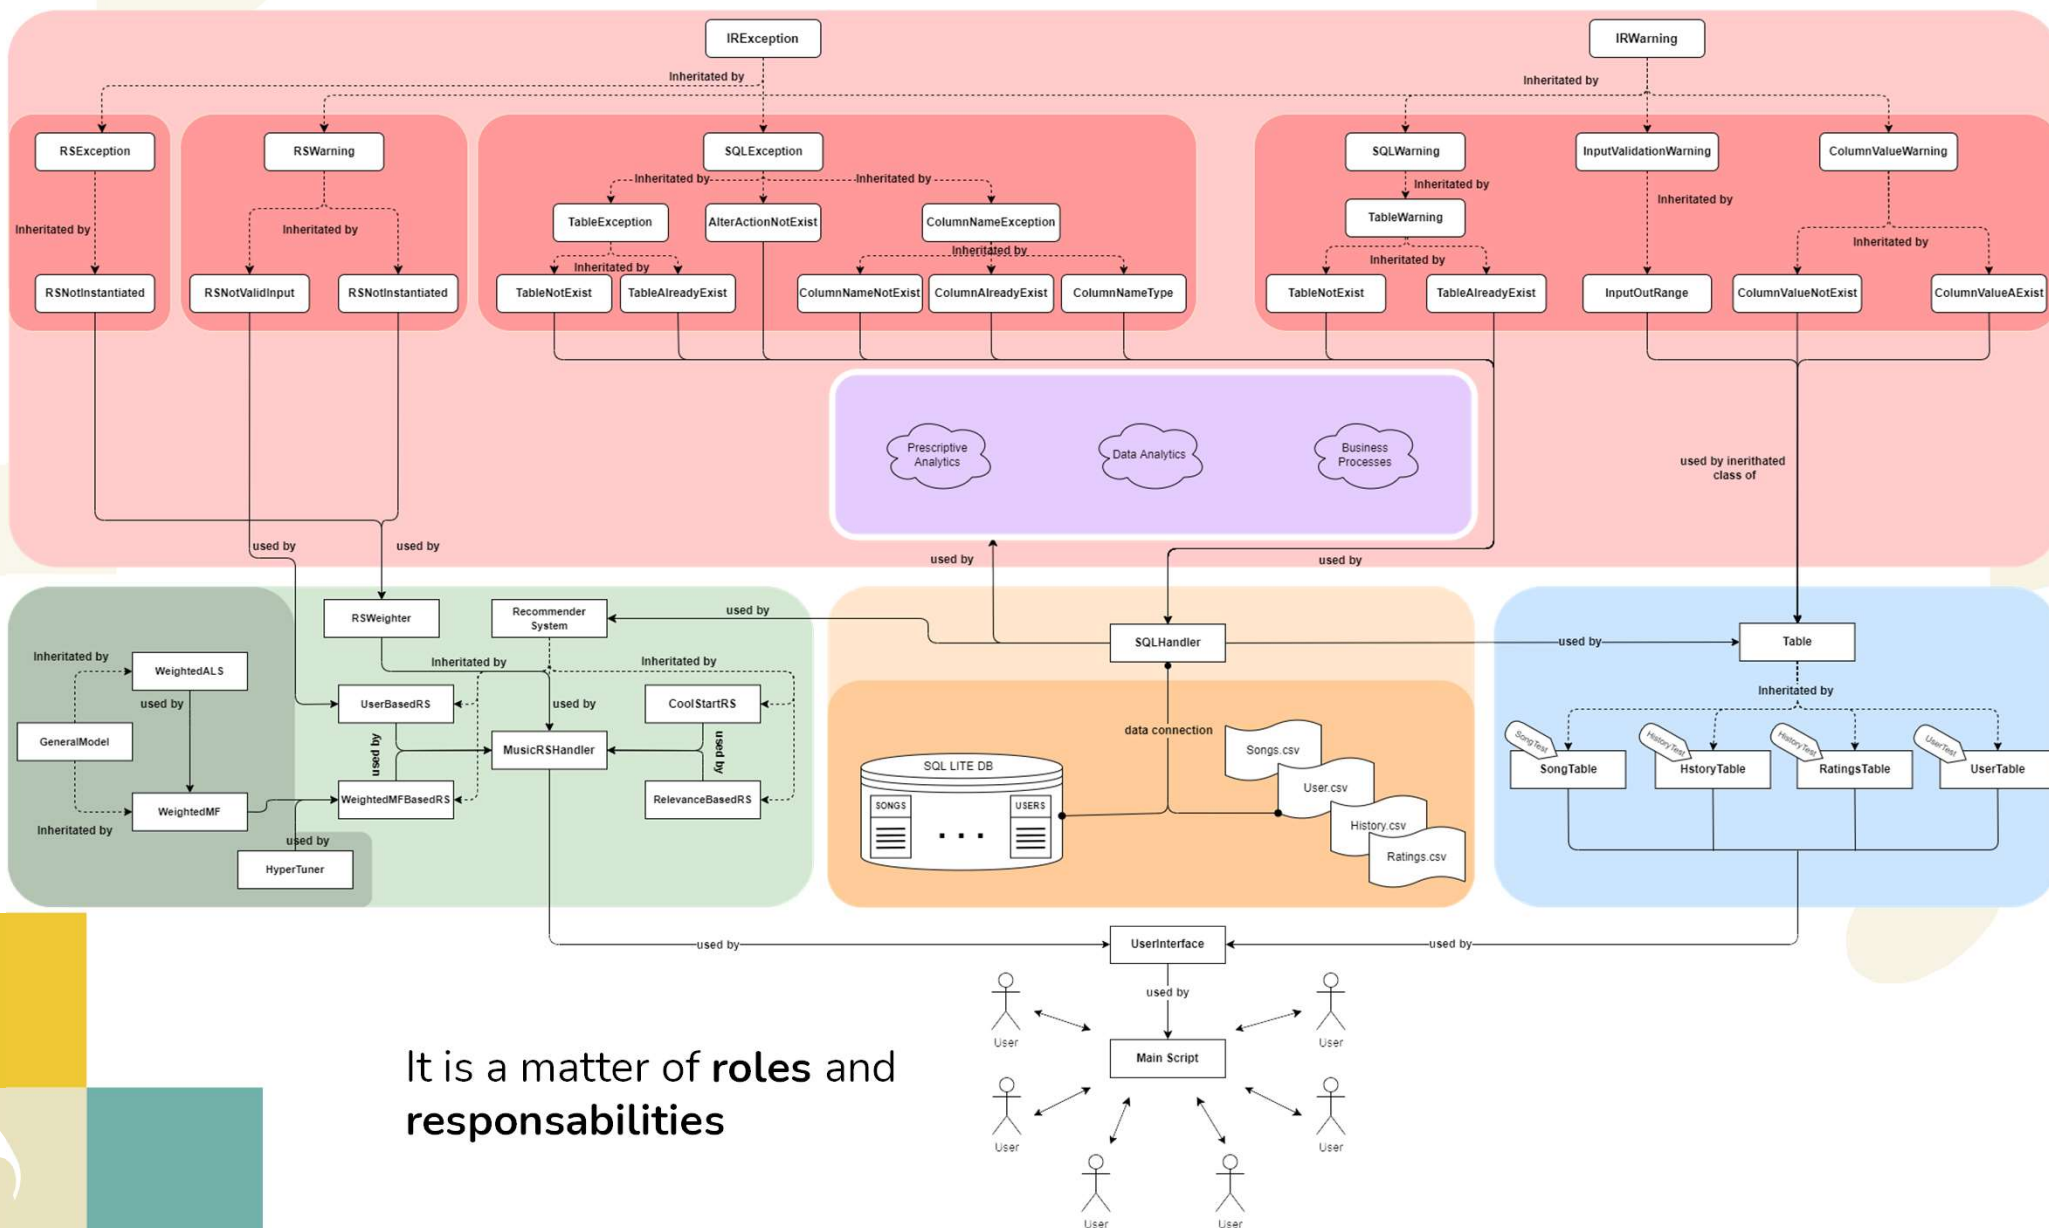 IRException
IRWarning
Inheritated by
Inheritated by
RSException
RSWarning
SQLException
SQLWarning
InputValidationWarning
ColumnValueWarning
Inheritated by
Inheritated by
Inheritated by
TableException
AlterActionNotExist
ColumnNameException
TableWarning
Inheritated by
Inheritated by
Inheritated by
Inheritated by
Inheritated by
Inheritated by
Inheritated by
RSNotInstantiated
RSNotValidInput
RSNotInstantiated
TableNotExist
TableAlreadyExist
ColumnNameNotExist
ColumnAlreadyExist
ColumnNameType
TableNotExist
TableAlreadyExist
InputOutRange
ColumnValueNotExist
ColumnValueAExist
Prescriptive
Analytics
Data Analytics
Business
Processes
used by inerithated
class of
used by
used by
used by
used by
RSWeighter
Recommender
System
used by
SQLHandler
used by
Table
Inheritated by
WeightedALS
Inheritated by
Inheritated by
Inheritated by
used by
UserBasedRS
used by
CoolStartRS
GeneralModel
used by
MusicRSHandler
used by
data connection
Songs.csv
User.csv
History.csv
Ratings.csv
SQL LITE DB
SONGS
...
USERS
SongTest
HistoryTest
HistoryTest
UserTest
SongTable
HstoryTable
RatingsTable
UserTable
WeightedMF
WeightedMFBasedRS
RelevanceBasedRS
Inheritated by
used by
HyperTuner
used by
UserInterface
used by
used by
Main Script
User
User
User
User
User
User
It is a matter of roles and
responsabilities